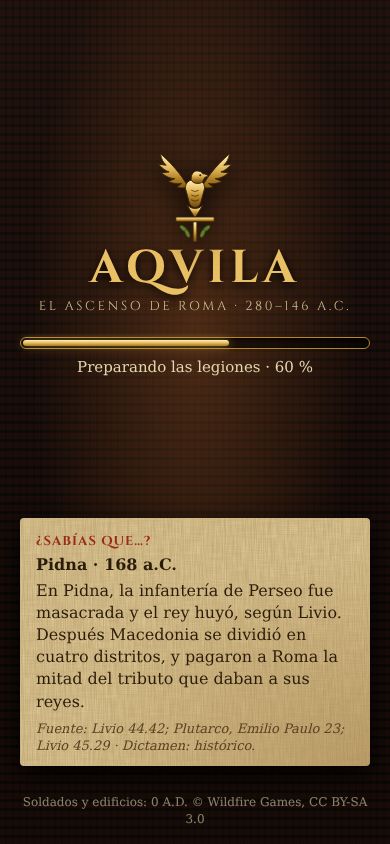 AQVILA
EL ASCENSO DE ROMA · 280–146 A.C.
Preparando las legiones · 60 %
¿SABÍAS QUE…?
Pidna · 168 a.C.
En Pidna, la infantería de Perseo fue
masacrada y el rey huyó, según Livio.
Después Macedonia se dividió en
cuatro distritos, y pagaron a Roma la
mitad del tributo que daban a sus
reyes.
Fuente: Livio 44.42; Plutarco, Emilio Paulo 23;
Livio 45.29 · Dictamen: histórico.
Soldados y edificios: 0 A.D. © Wildfire Games, CC BY-SA
3.0